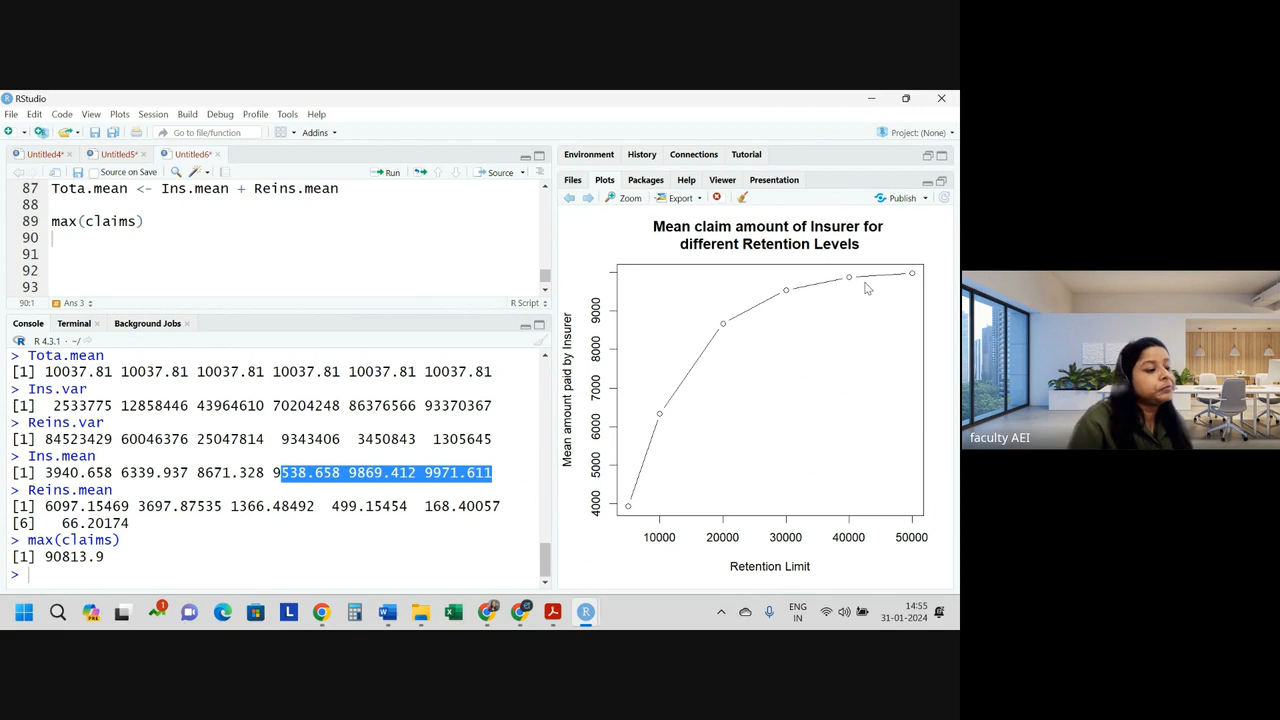 RStudio
File Edit Code View Plots Session Build Debug Profile Tools Help
Go to file/function Addins Project: (None)
Untitled4* Untitled5* Untitled6*
Source on Save Run Source
87 Tota.mean <- Ins.mean + Reins.mean
88
89 max(claims)
90
91
92
93
90:1 Ans 3 R Script
Console Terminal Background Jobs
R 4.3.1 · ~/
> Tota.mean
[1] 10037.81 10037.81 10037.81 10037.81 10037.81 10037.81
> Ins.var
[1] 2533775 12858446 43964610 70204248 86376566 93370367
> Reins.var
[1] 84523429 60046376 25047814 9343406 3450843 1305645
> Ins.mean
[1] 3940.658 6339.937 8671.328 9538.658 9869.412 9971.611
> Reins.mean
[1] 6097.15469 3697.87535 1366.48492 499.15454 168.40057
[6] 66.20174
> max(claims)
[1] 90813.9
>
Environment History Connections Tutorial
Files Plots Packages Help Viewer Presentation
Zoom Export Publish
Mean claim amount of Insurer for
different Retention Levels
Mean amount paid by Insurer
9000
8000
7000
6000
5000
4000
10000 20000 30000 40000 50000
Retention Limit
faculty AEI
1
PRE
L
ENG
IN
14:55
31-01-2024